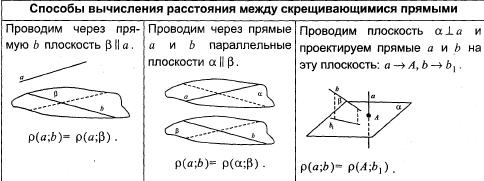 Способы вычисления расстояния между скрещивающимися прямыми
Проводим через пря-
мую b плоскость β ∥ a.
a
β
b
ρ(a;b)= ρ(a;β) .
Проводим через прямые
a и b параллельные
плоскости α ∥ β.
a
α
β
b
ρ(a;b)= ρ(α;β) .
Проводим плоскость α⊥a и
проектируем прямые a и b на
эту плоскость: a → A, b → b₁ .
a
b
β
α
A
b₁
ρ(a;b)= ρ(A;b₁) .